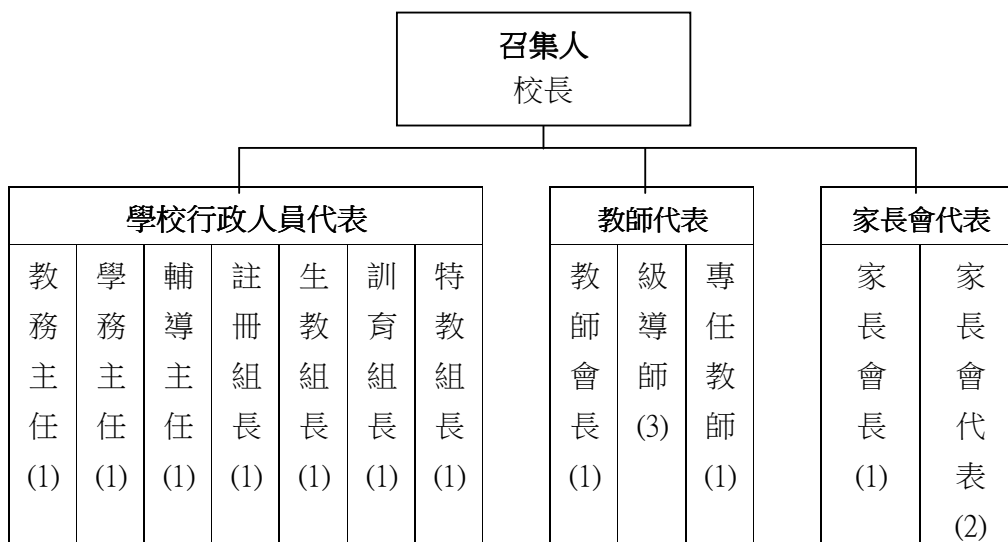 召集人
校長
學校行政人員代表
教務主任(1)
學務主任(1)
輔導主任(1)
註冊組長(1)
生教組長(1)
訓育組長(1)
特教組長(1)
教師代表
教師會長(1)
級導師(3)
專任教師(1)
家長會代表
家長會長(1)
家長會代表(2)